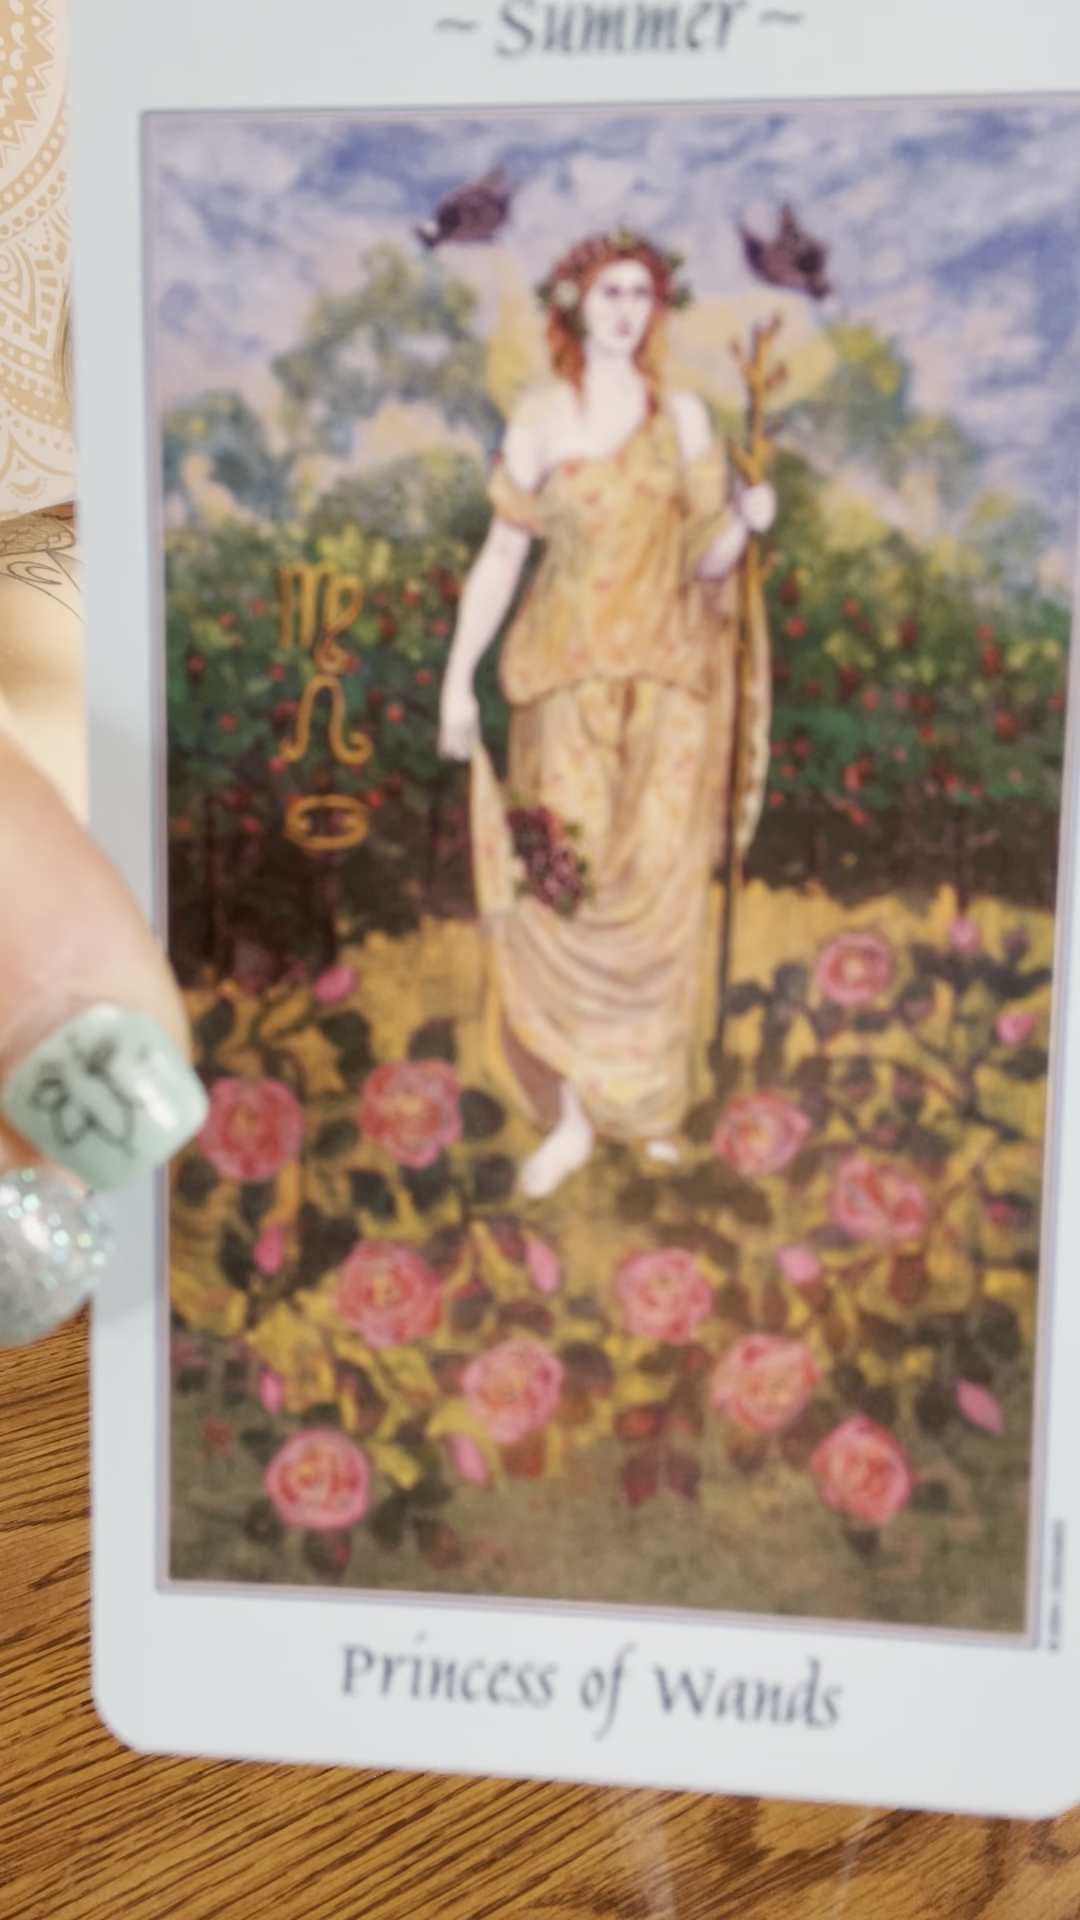 ~ Summer ~
♍
♌
♋
Princess of Wands